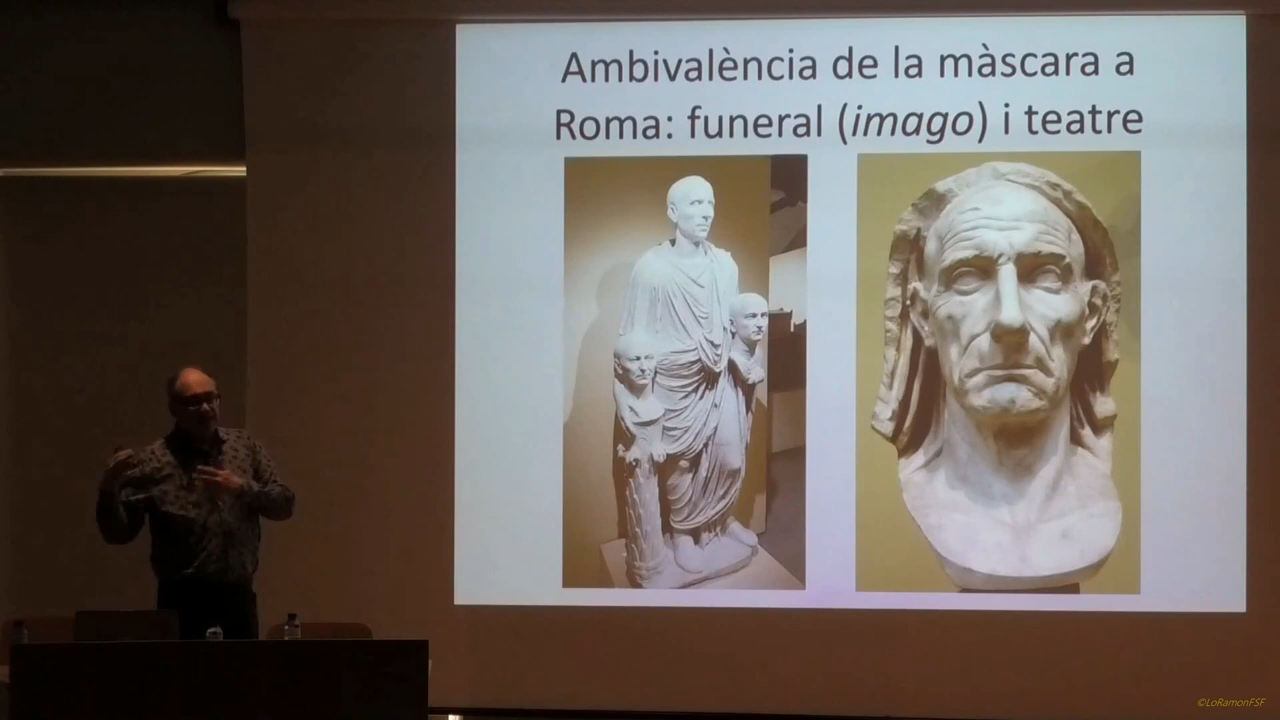 Ambivalència de la màscara a
Roma: funeral (imago) i teatre
©LoRamonFSF